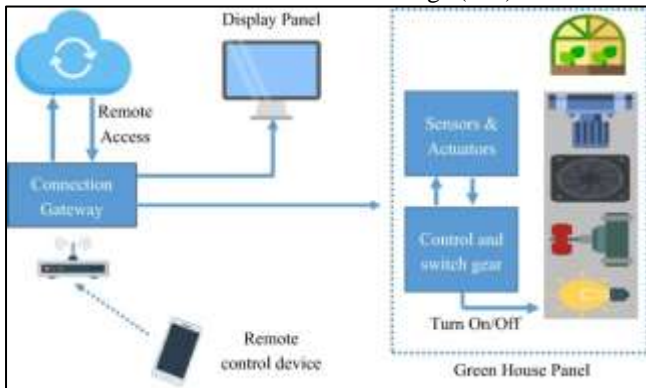 Display Panel
Remote
Access
Sensors &
Actuators
Connection
Gateway
Control and
switch gear
Turn On/Off
Remote
control device
Green House Panel